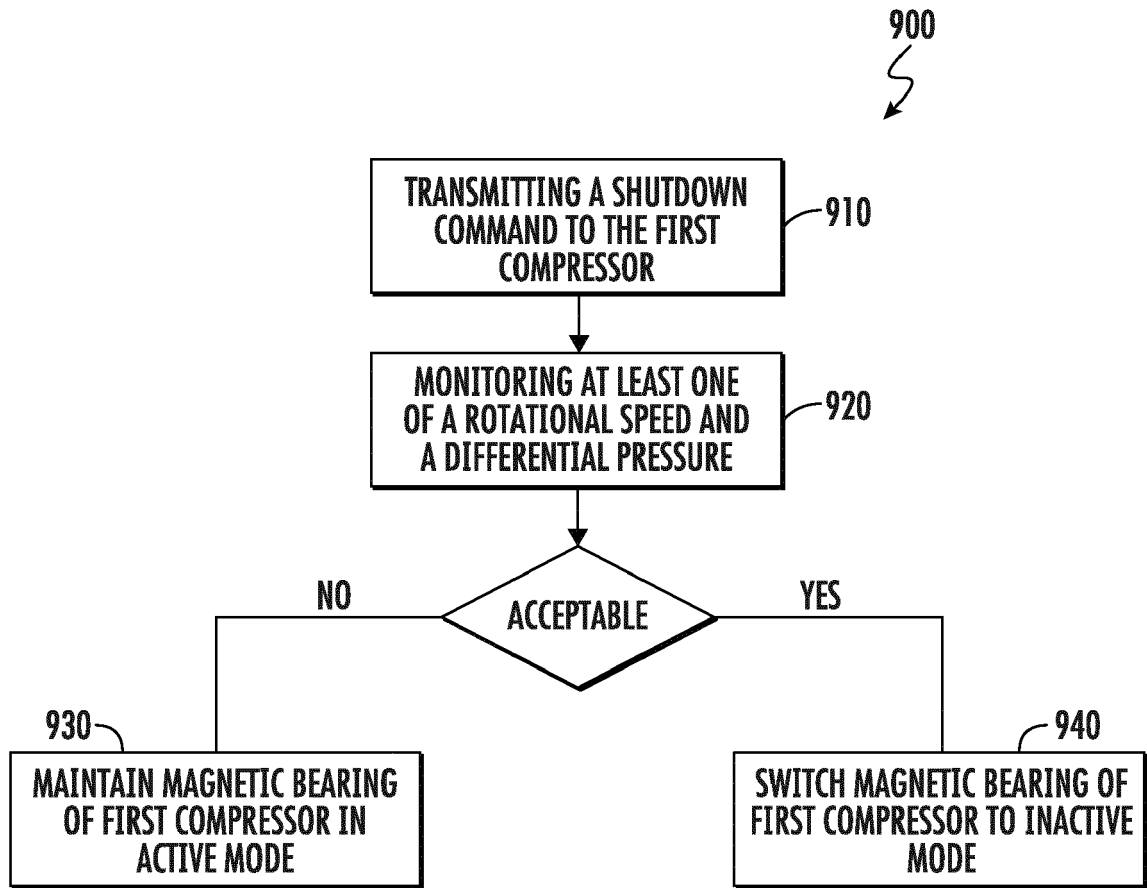 900
TRANSMITTING A SHUTDOWN
COMMAND TO THE FIRST
COMPRESSOR
910
MONITORING AT LEAST ONE
OF A ROTATIONAL SPEED AND
A DIFFERENTIAL PRESSURE
920
NO
ACCEPTABLE
YES
930
MAINTAIN MAGNETIC BEARING
OF FIRST COMPRESSOR IN
ACTIVE MODE
940
SWITCH MAGNETIC BEARING OF
FIRST COMPRESSOR TO INACTIVE
MODE